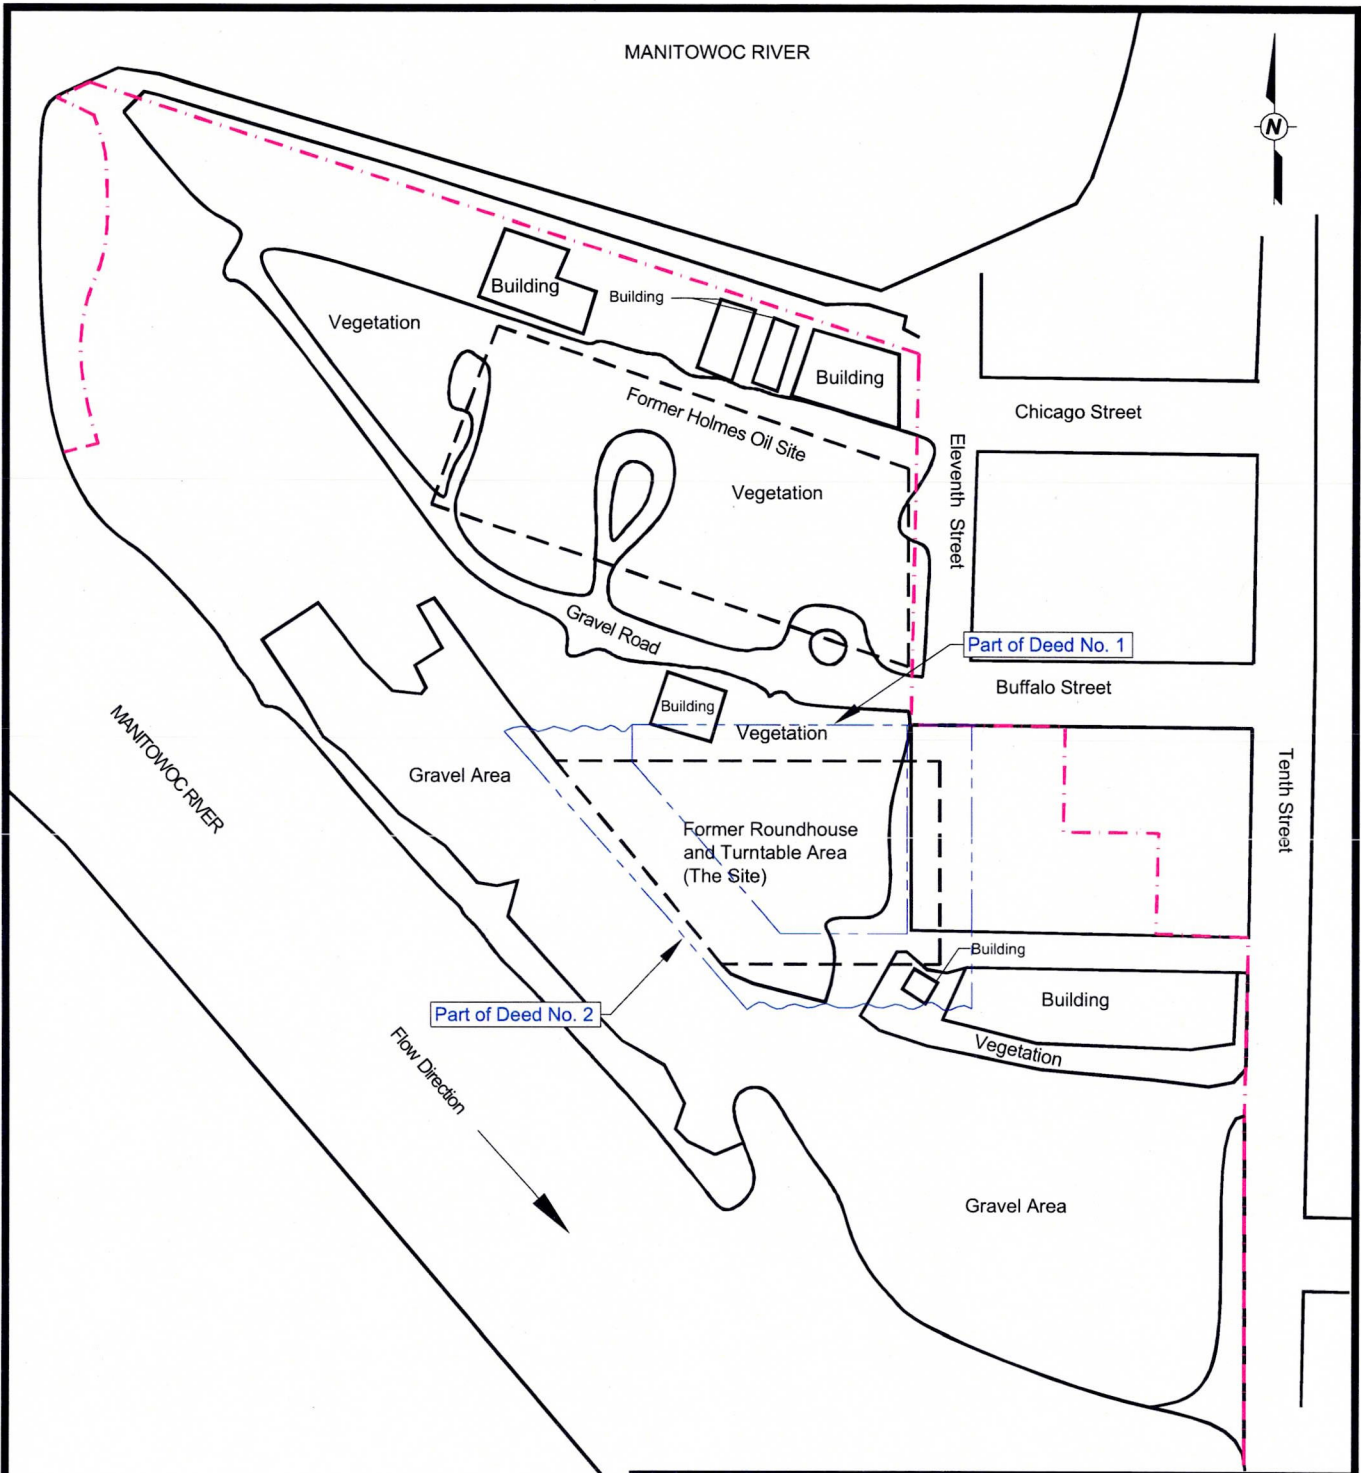 MANITOWOC RIVER
N
Building
Building
Vegetation
Building
Former Holmes Oil Site
Chicago Street
Eleventh Street
Vegetation
Gravel Road
Part of Deed No. 1
Buffalo Street
Building
Vegetation
MANITOWOC RIVER
Gravel Area
Tenth Street
Former Roundhouse
and Turntable Area
(The Site)
Building
Part of Deed No. 2
Building
Vegetation
Flow Direction
Gravel Area